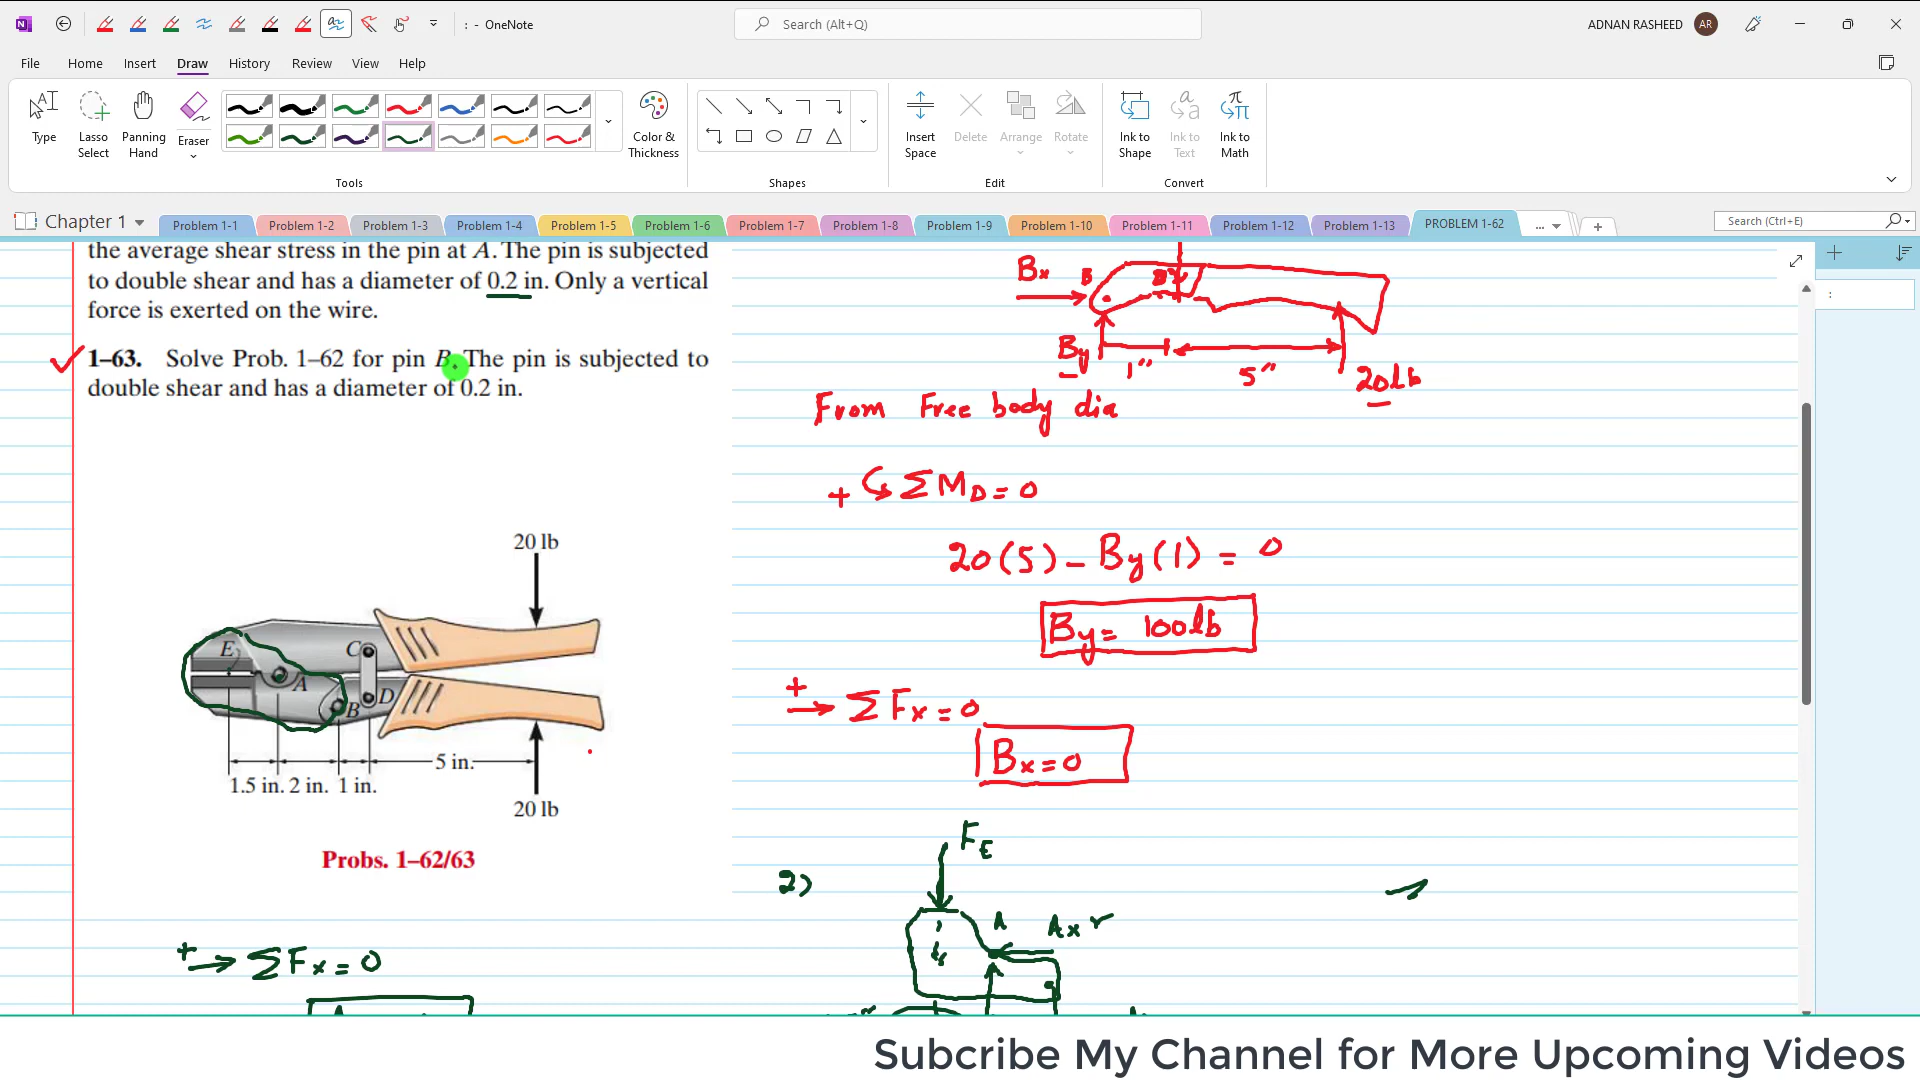 : - OneNote
Search (Alt+Q)
ADNAN RASHEED
AR
File Home Insert Draw History Review View Help
Type
Lasso Select
Panning Hand
Eraser
Color & Thickness
Insert Space
Delete
Arrange
Rotate
Ink to Shape
Ink to Text
Ink to Math
Tools
Shapes
Edit
Convert
Chapter 1
Problem 1-1
Problem 1-2
Problem 1-3
Problem 1-4
Problem 1-5
Problem 1-6
Problem 1-7
Problem 1-8
Problem 1-9
Problem 1-10
Problem 1-11
Problem 1-12
Problem 1-13
PROBLEM 1-62
...
Search (Ctrl+E)
the average shear stress in the pin at A. The pin is subjected
to double shear and has a diameter of 0.2 in. Only a vertical
force is exerted on the wire.
1–63. Solve Prob. 1–62 for pin B. The pin is subjected to
double shear and has a diameter of 0.2 in.
20 lb
E
C
A
B
D
5 in.
1.5 in. 2 in. 1 in.
20 lb
Probs. 1–62/63
+ → ΣFx = 0
Bx
B
By
1"
5"
20lb
From Free body dia
+ ΣMD = 0
20(5) - By(1) = 0
By = 100lb
+ → ΣFx = 0
Bx = 0
2)
FE
A
Ax
Subcribe My Channel for More Upcoming Videos